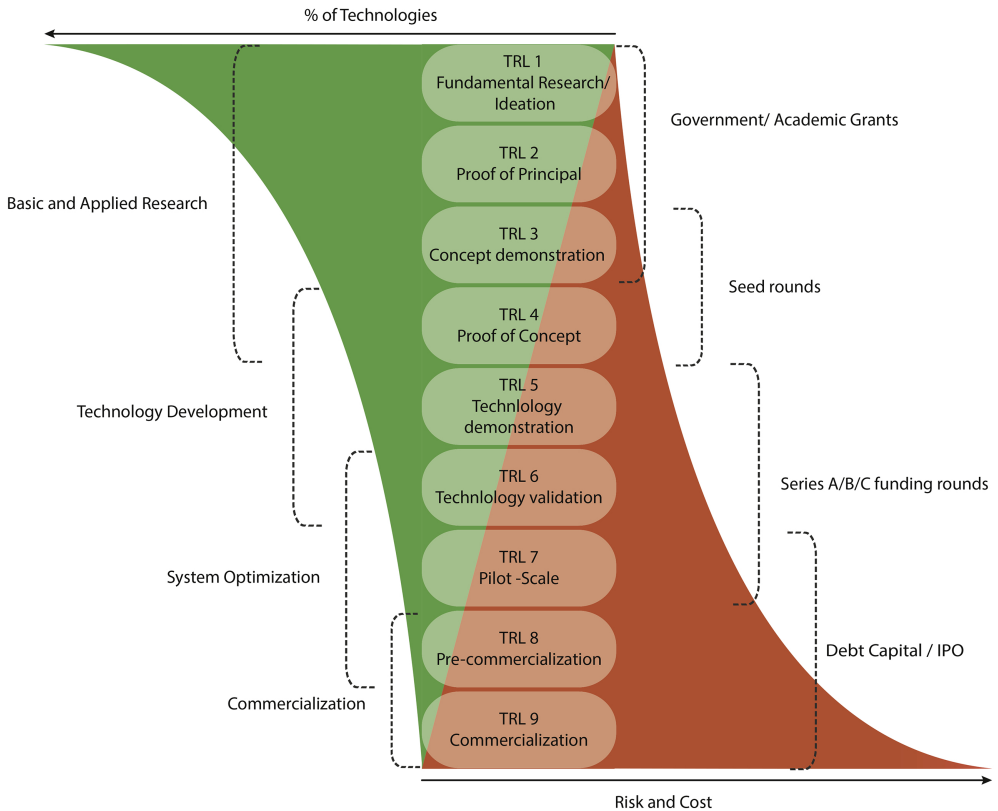 % of Technologies
TRL 1
Fundamental Research/
Ideation
Government/ Academic Grants
TRL 2
Proof of Principal
Basic and Applied Research
TRL 3
Concept demonstration
Seed rounds
TRL 4
Proof of Concept
TRL 5
Technlology
demonstration
Technology Development
TRL 6
Technlology validation
Series A/B/C funding rounds
TRL 7
Pilot -Scale
System Optimization
TRL 8
Pre-commercialization
Debt Capital / IPO
Commercialization
TRL 9
Commercialization
Risk and Cost